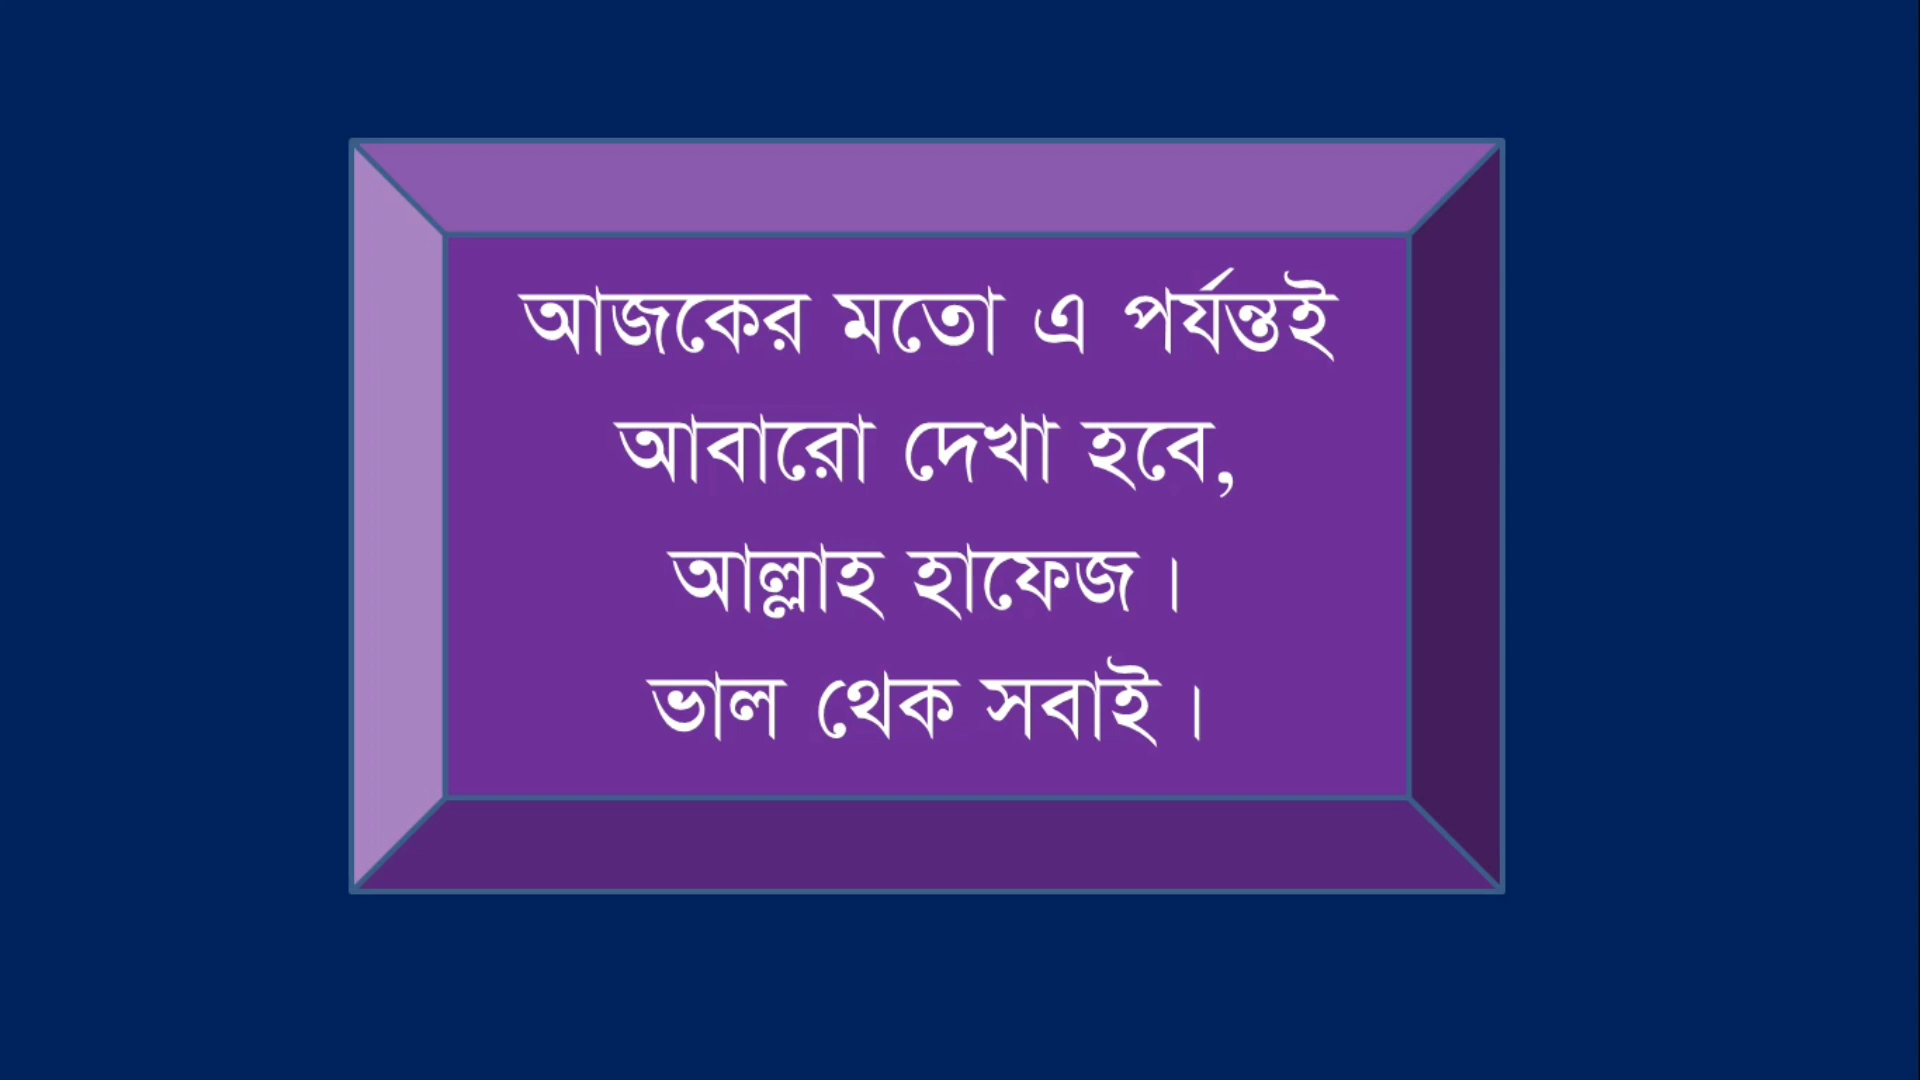 আজকের মতো এ পর্যন্তই
আবারো দেখা হবে,
আল্লাহ হাফেজ।
ভাল থেক সবাই।